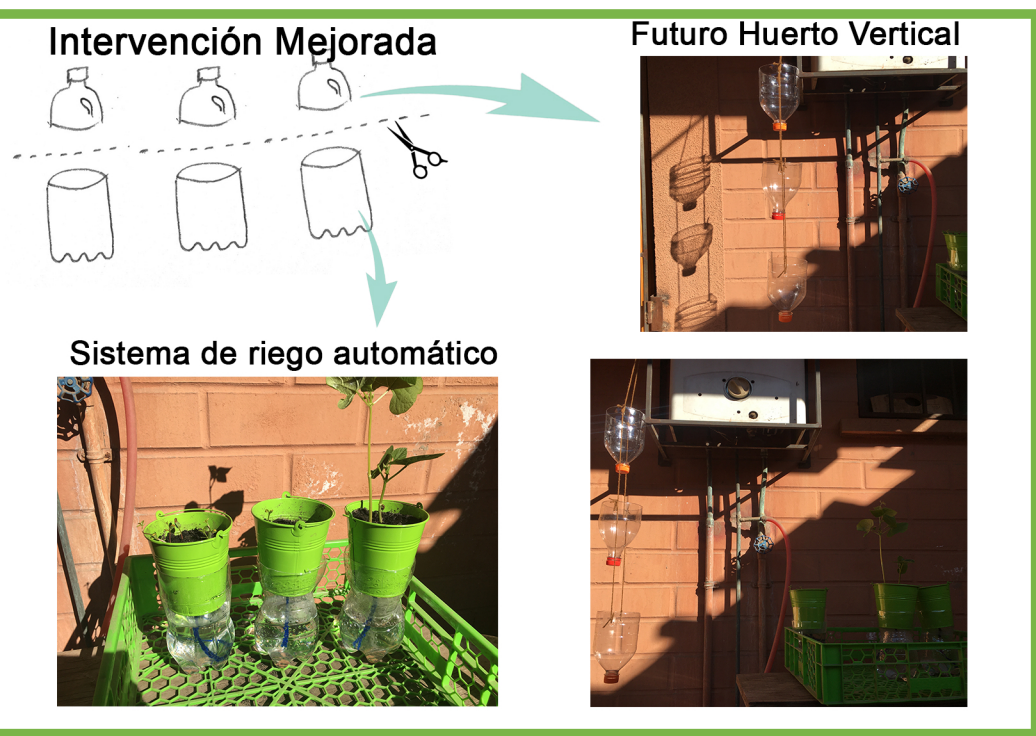 Intervención Mejorada
Futuro Huerto Vertical
Sistema de riego automático